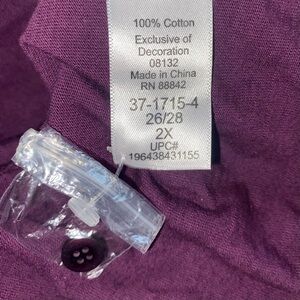 100% Cotton
Exclusive of
Decoration
08132
Made in China
RN 88842
37-1715-4
26/28
2X
UPC#
196438431155